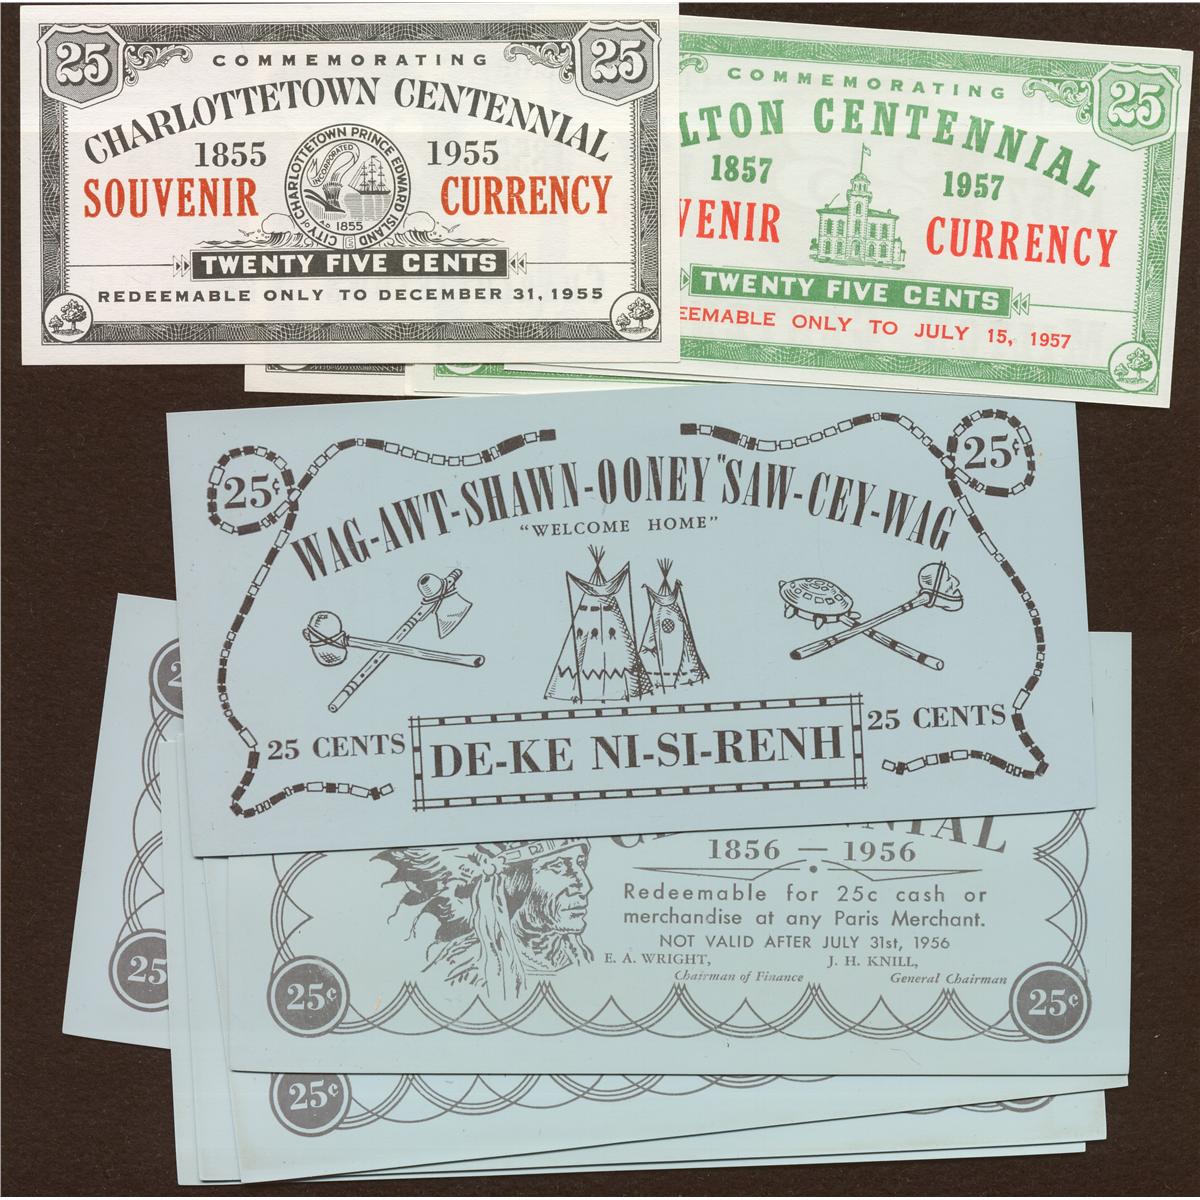 25 25
COMMEMORATING
CHARLOTTETOWN CENTENNIAL
1855 1955
CITY of CHARLOTTETOWN PRINCE EDWARD ISLAND
INCORPORATED
A.D 1855
SOUVENIR CURRENCY
TWENTY FIVE CENTS
REDEEMABLE ONLY TO DECEMBER 31, 1955
25
COMMEMORATING
LTON CENTENNIAL
1857 1957
VENIR CURRENCY
TWENTY FIVE CENTS
EEMABLE ONLY TO JULY 15, 1957
25¢ 25¢
WAG-AWT-SHAWN-OONEY "SAW-CEY-WAG
"WELCOME HOME"
25 CENTS 25 CENTS
DE-KE NI-SI-RENH
2
25
1856 — 1956
Redeemable for 25c cash or
merchandise at any Paris Merchant.
NOT VALID AFTER JULY 31st, 1956
E. A. WRIGHT, J. H. KNILL,
Chairman of Finance General Chairman
25¢ 25¢
25¢